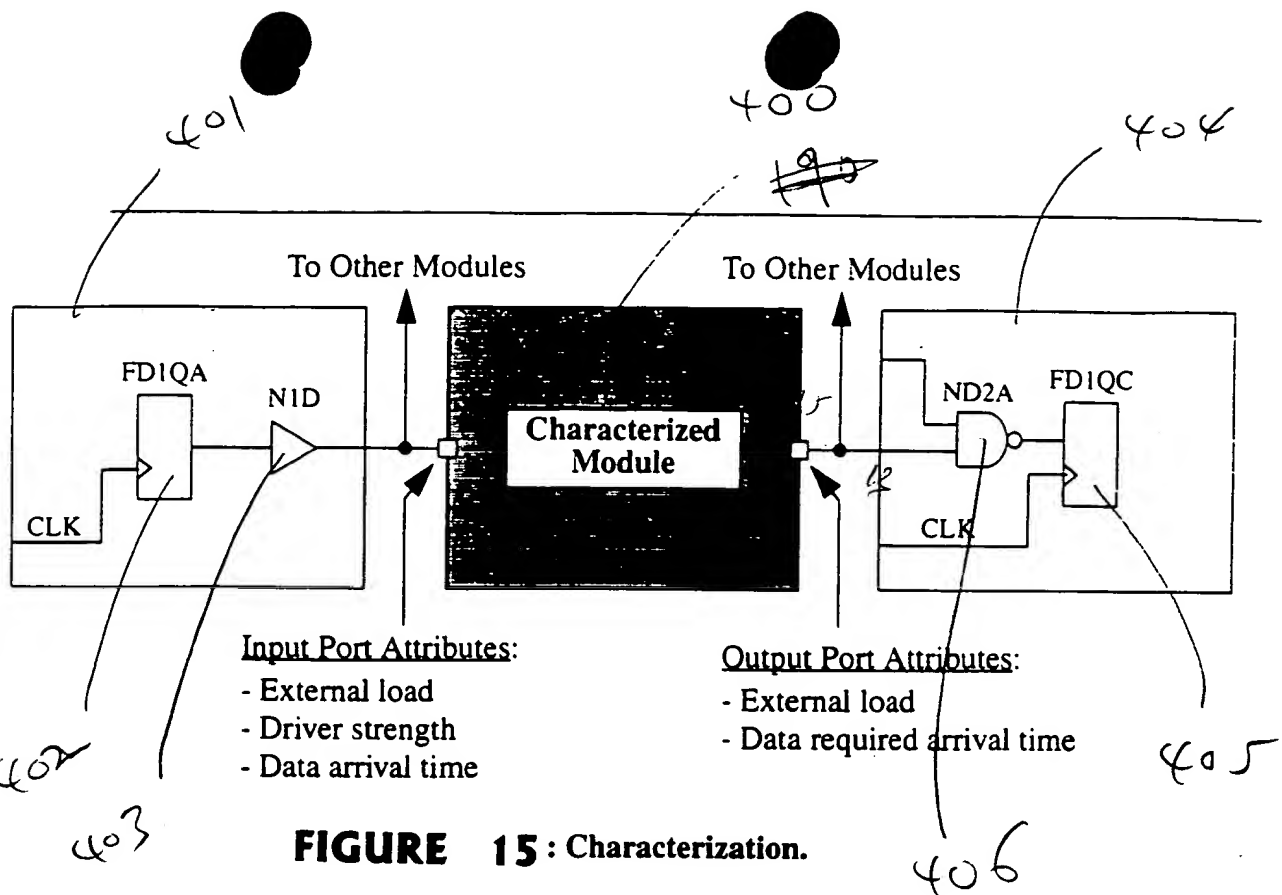 401
400
404
To Other Modules
To Other Modules
FD1QA
N1D
ND2A
FD1QC
Characterized
Module
CLK
CLK
Input Port Attributes:
- External load
- Driver strength
- Data arrival time
Output Port Attributes:
- External load
- Data required arrival time
402
403
405
406
FIGURE 15: Characterization.